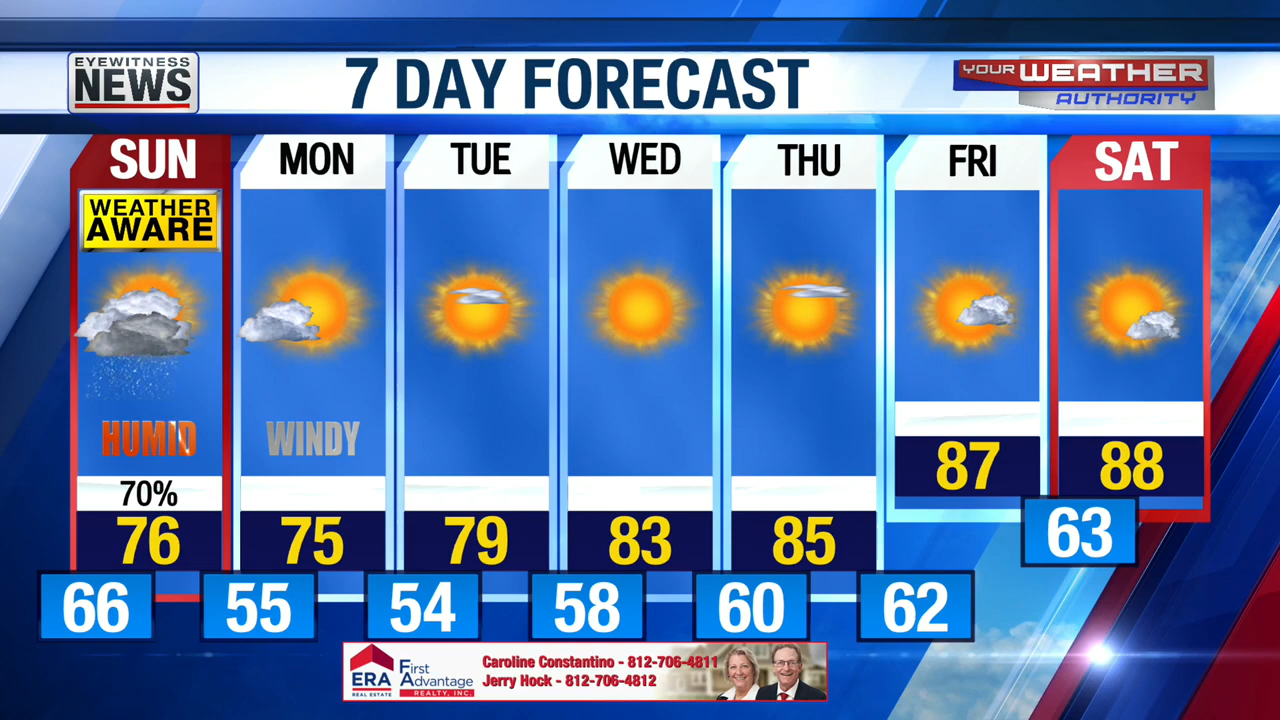 EYEWITNESS
NEWS
7 DAY FORECAST
YOUR WEATHER
AUTHORITY
SUN
MON
TUE
WED
THU
FRI
SAT
WEATHER
AWARE
HUMID
WINDY
70%
76
75
79
83
85
87
88
66
55
54
58
60
62
63
ERA
REAL ESTATE
First
Advantage
REALTY, INC.
Caroline Constantino - 812-706-4811
Jerry Hock - 812-706-4812